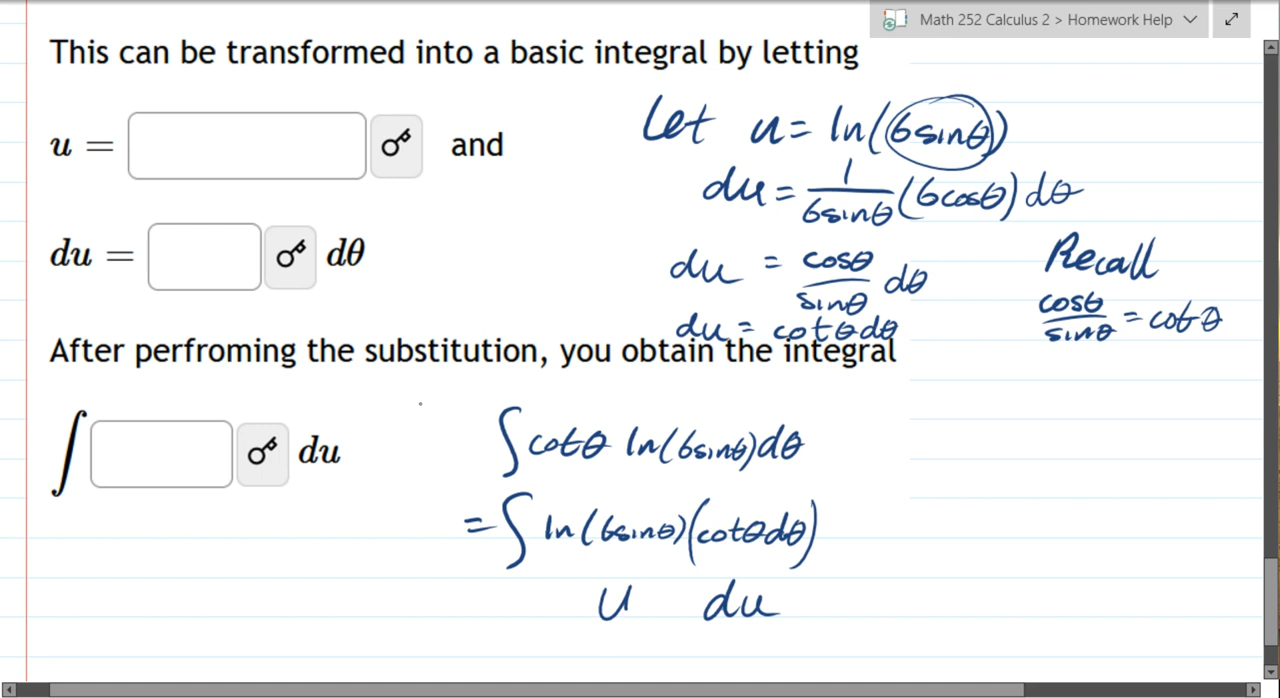 Math 252 Calculus 2 > Homework Help
This can be transformed into a basic integral by letting
u =
and
du =
dθ
After perfroming the substitution, you obtain the integral
∫ du
Let u = ln(6sinθ)
du = 1/6sinθ (6cosθ) dθ
du = cosθ/sinθ dθ
du = cotθdθ
Recall
cosθ/sinθ = cotθ
∫cotθ ln(6sinθ)dθ
= ∫ ln(6sinθ)(cotθdθ)
u du